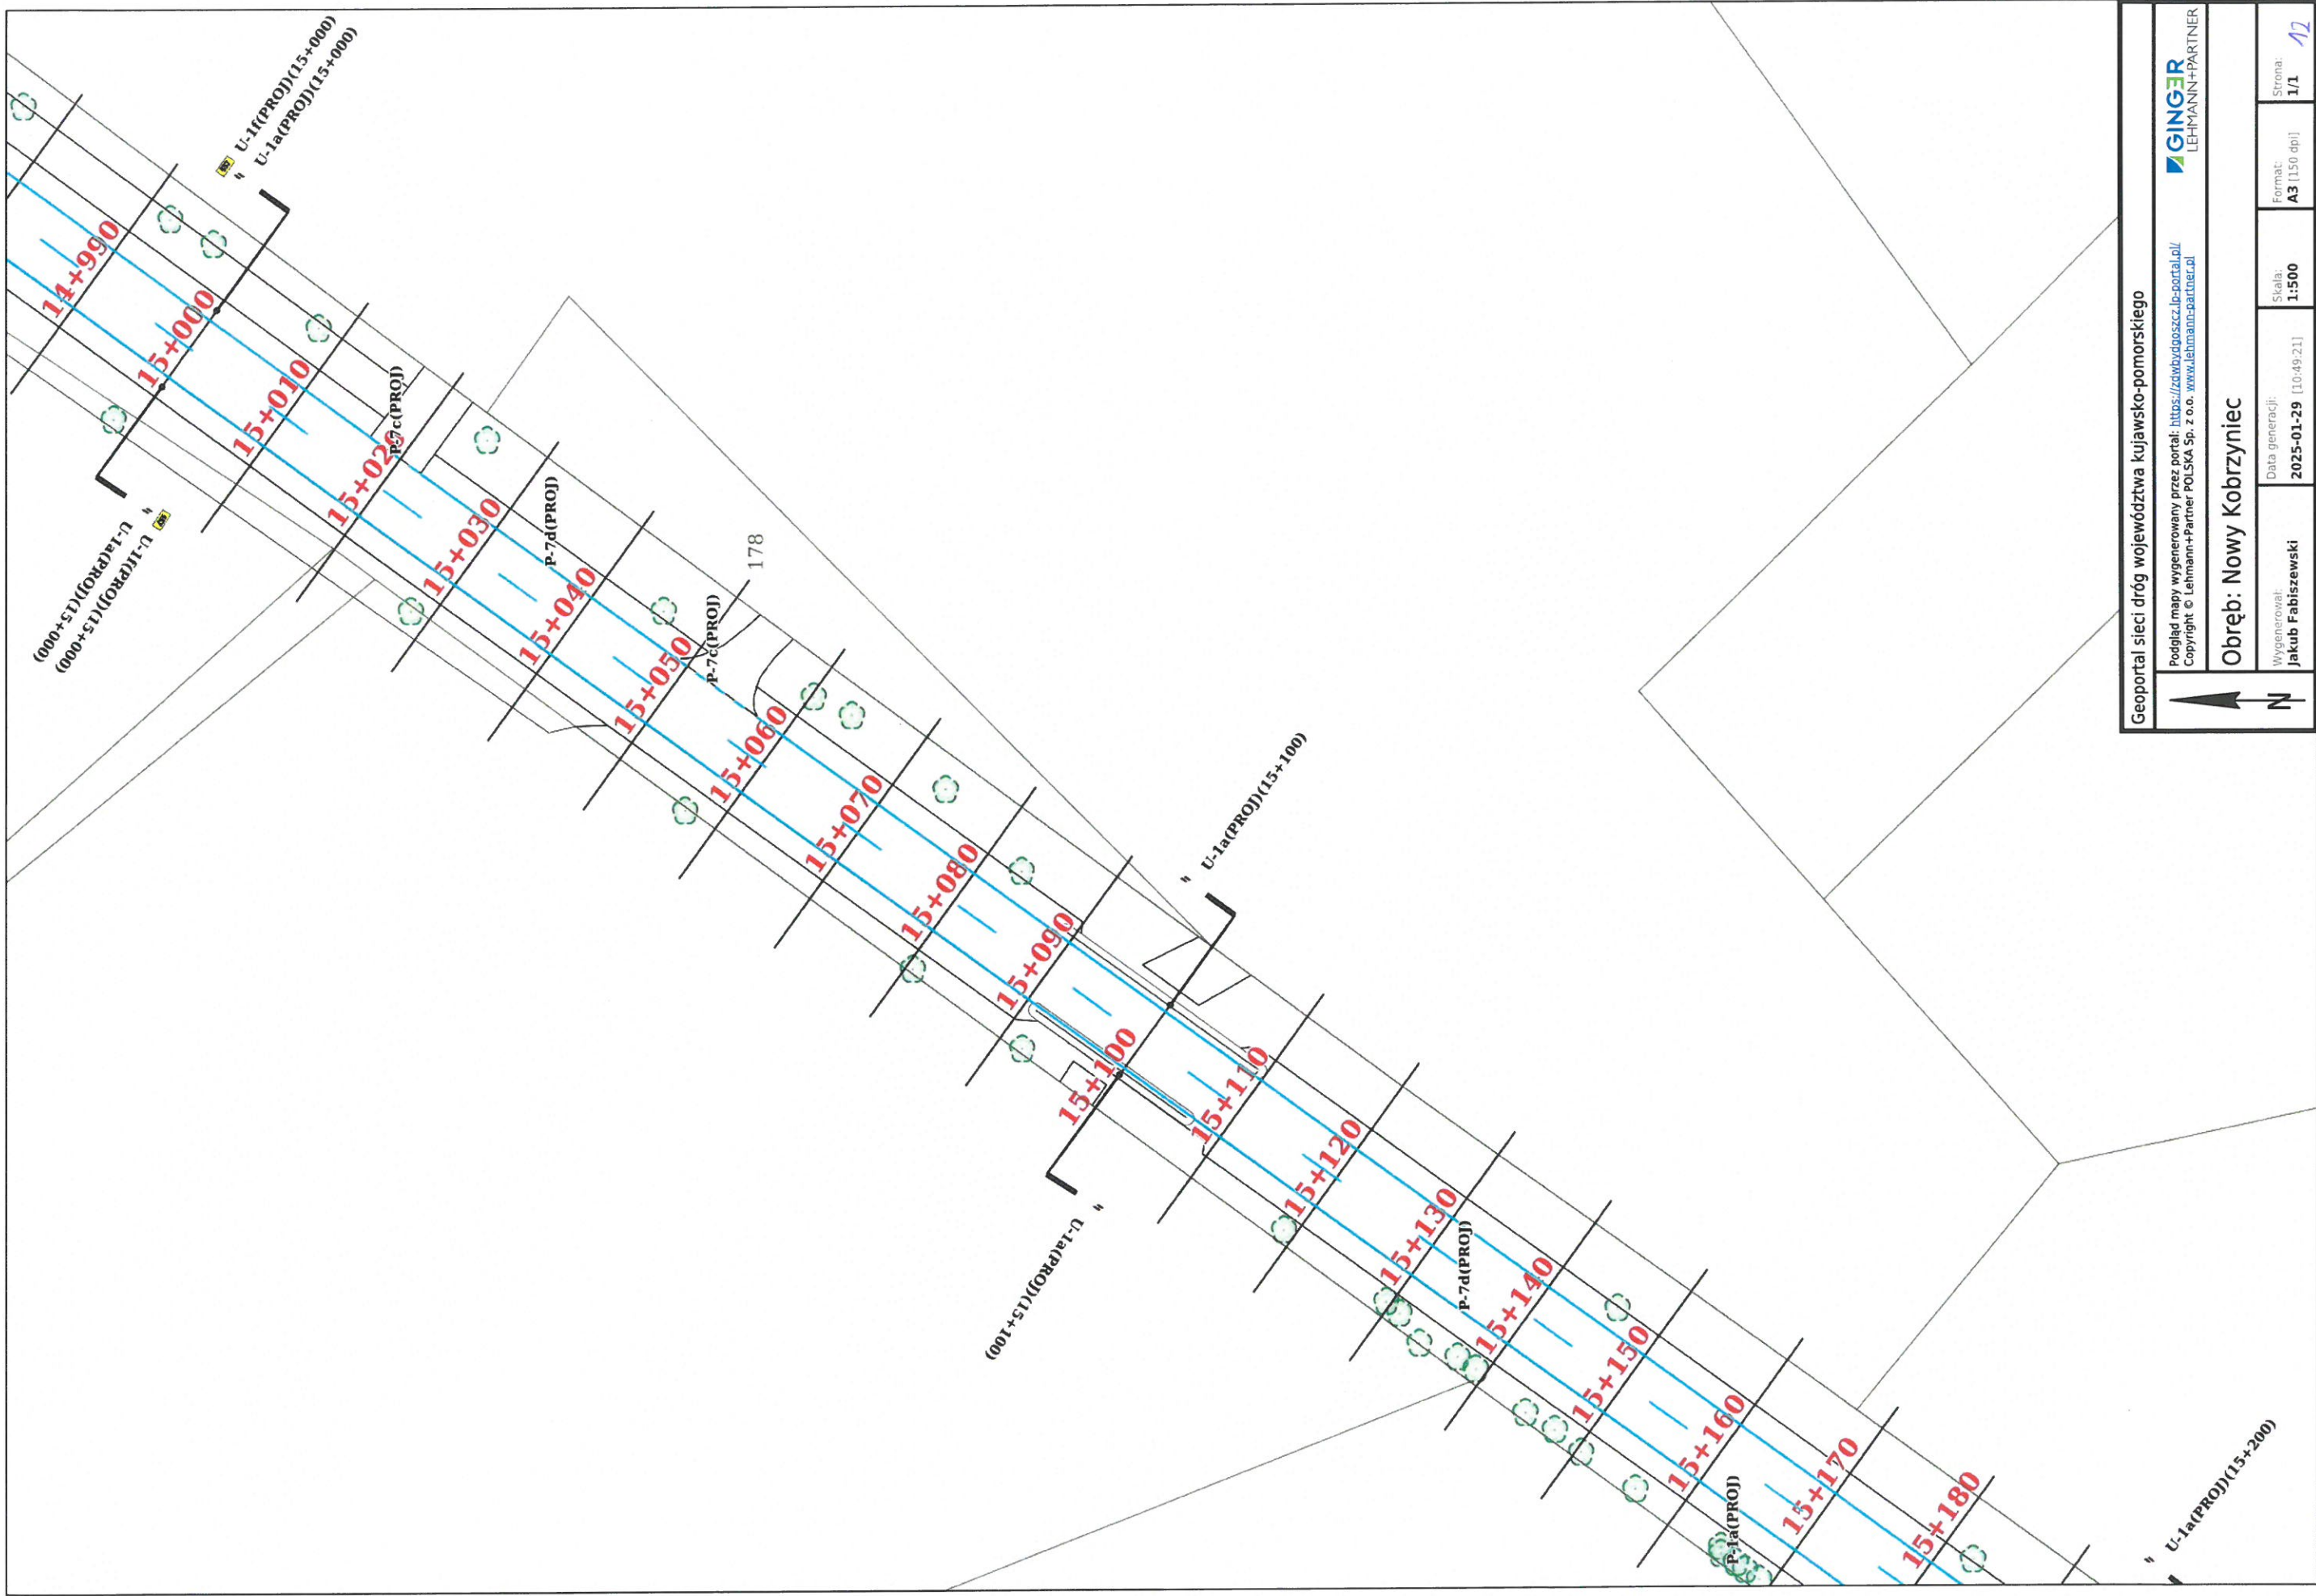 U-1f(PROJ)(15+000)
U-1a(PROJ)(15+000)
14+990
15+000
U-1a(PROJ)(15+000)
U-1f(PROJ)(15+000)
15+010
P-7c(PROJ)
15+020
15+030
P-7d(PROJ)
15+040
178
P-7c(PROJ)
15+050
15+060
15+070
15+080
15+090
U-1a(PROJ)(15+100)
15+100
U-1a(PROJ)(15+100)
15+110
15+120
15+130
P-7d(PROJ)
15+140
15+150
15+160
P-1a(PROJ)
15+170
15+180
U-1a(PROJ)(15+200)
Geoportal sieci dróg województwa kujawsko-pomorskiego
Podgląd mapy wygenerowany przez portal: https://zdwbydgoszcz.lp-portal.pl/
Copyright © Lehmann+Partner POLSKA Sp. z o.o. www.lehmann-partner.pl
GINGER
LEHMANN+PARTNER
Obręb: Nowy Kobrzyniec
N
Wygenerował:
Jakub Fabiszewski
Data generacji:
2025-01-29 [10:49:21]
Skala:
1:500
Format:
A3 [150 dpi]
Strona:
1/1
12